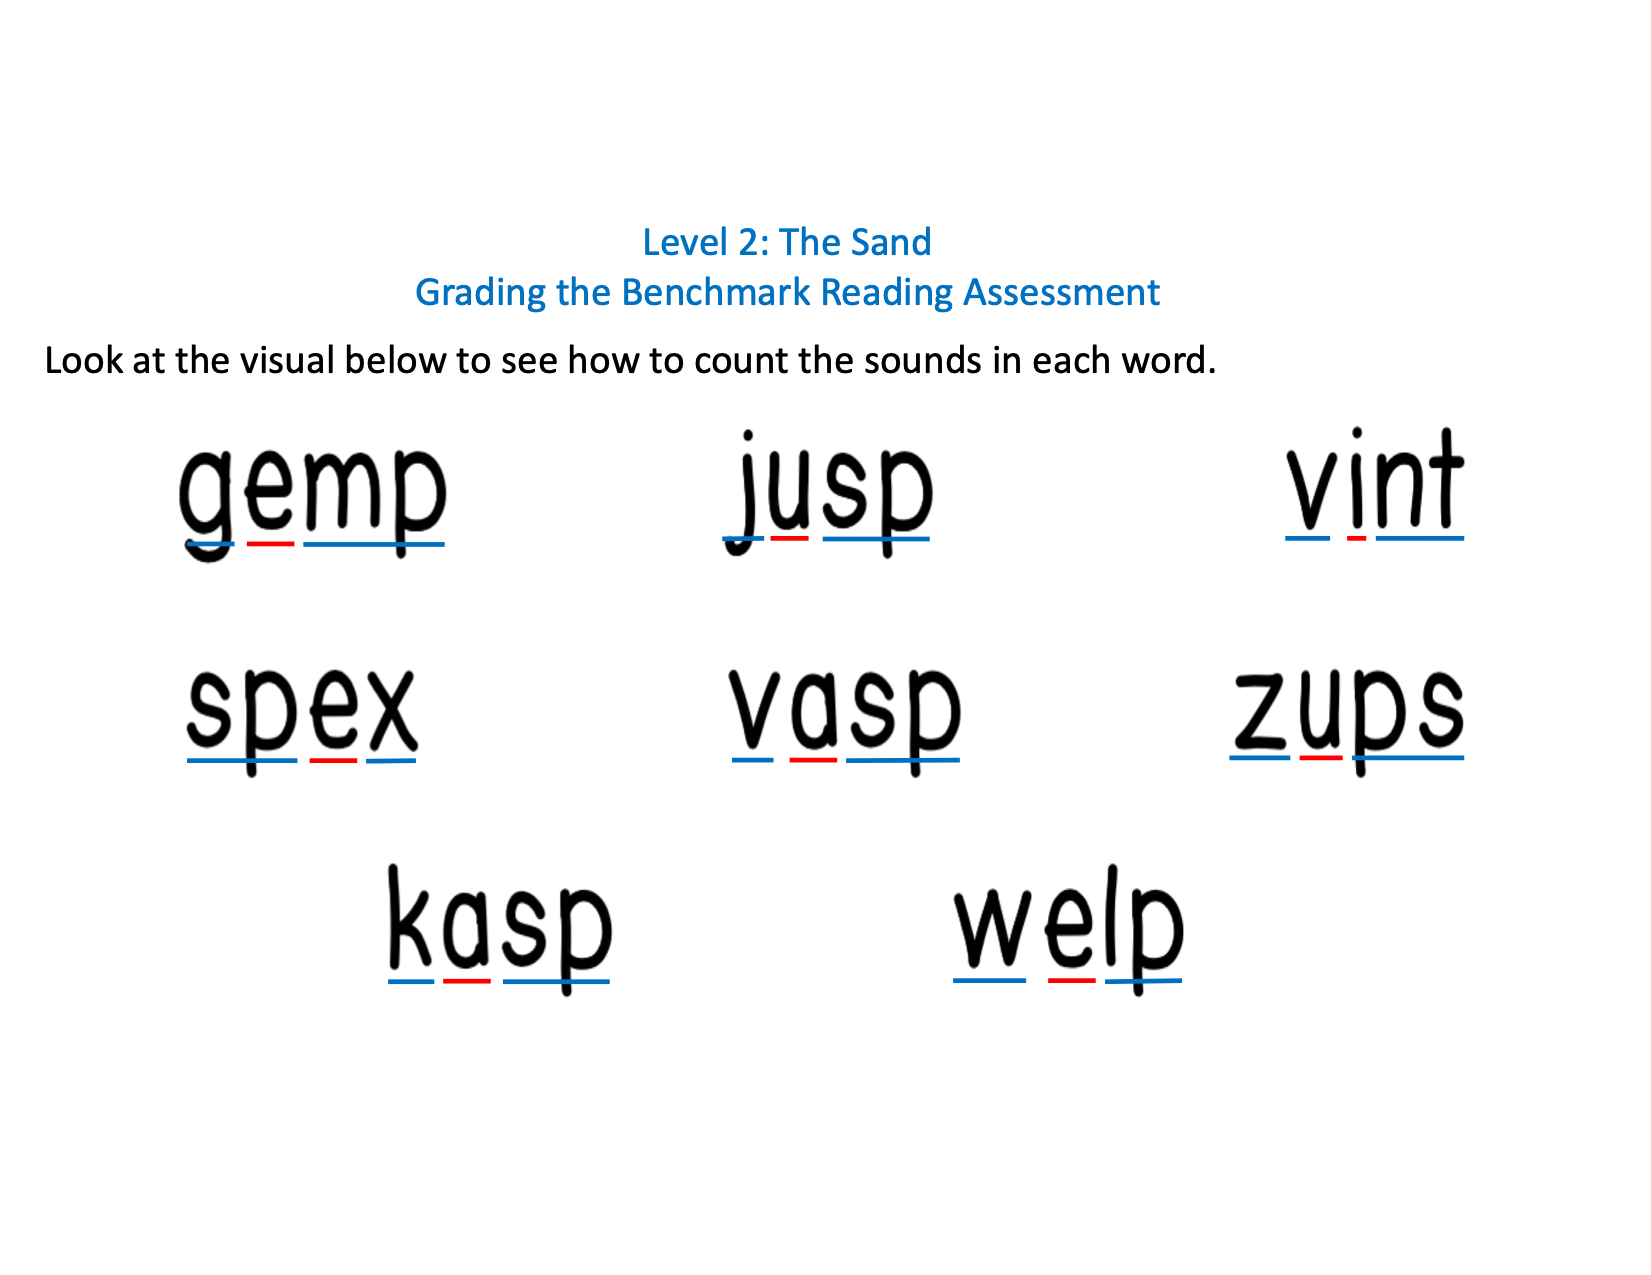 Level 2: The Sand
Grading the Benchmark Reading Assessment
Look at the visual below to see how to count the sounds in each word.
gemp jusp vint
spex vasp zups
kasp welp